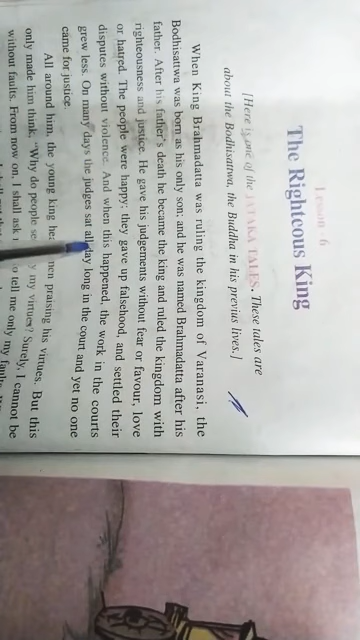 Lesson - 6
The Righteous King
[Here is one of the JATAKA TALES. These tales are
about the Bodhisatwa, the Buddha in his previus lives.]
When King Brahmadatta was ruling the kingdom of Varanasi, the
Bodhisattwa was born as his only son; and he was named Brahmadatta after his
father. After his father's death he became the king and ruled the kingdom with
righteousness and justice. He gave his judgements without fear or favour, love
or hatred. The people were happy; they gave up falsehood, and settled their
disputes without violence. And when this happened, the work in the courts
grew less. On many days the judges sat all day long in the court and yet no one
came for justice.
All around him, the young king men praising his virtues. But this
only made him think, "Why do people my virtues? Surely, I cannot be
without faults. From now on, I shall ask to tell me only my faults